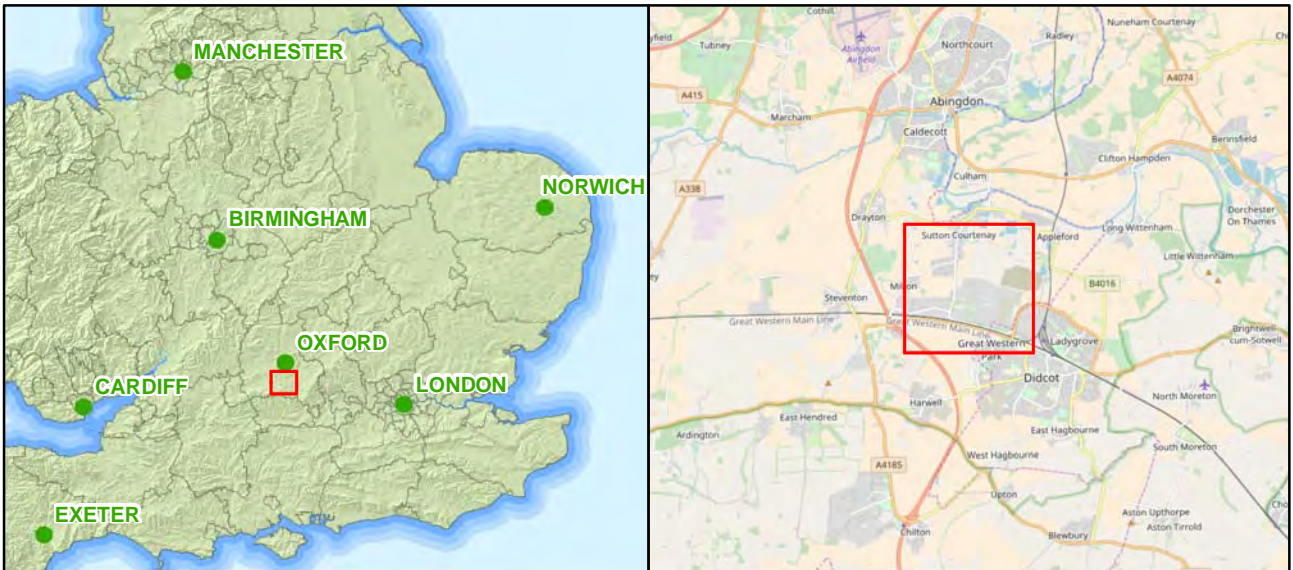 MANCHESTER
NORWICH
BIRMINGHAM
OXFORD
CARDIFF
LONDON
EXETER
Cothill
Nuneham Courtenay
Tubney
Radley
Abingdon
Airfield
Northcourt
A4074
A415
Marcham
Abingdon
Caldecott
Berinsfield
Clifton Hampden
A338
Culham
Drayton
Dorchester
On Thames
Sutton Courtenay
Appleford
Long Wittenham
Little Wittenham
Milton
B4016
Steventon
Great Western Main Line
Great Western Main Line
Great Western
Park
Ladygrove
Brightwell
cum-Sotwell
Didcot
Harwell
North Moreton
East Hendred
Ardington
East Hagbourne
West Hagbourne
South Moreton
A4185
Upton
Aston Upthorpe
Aston Tirrold
Chilton
Blewbury